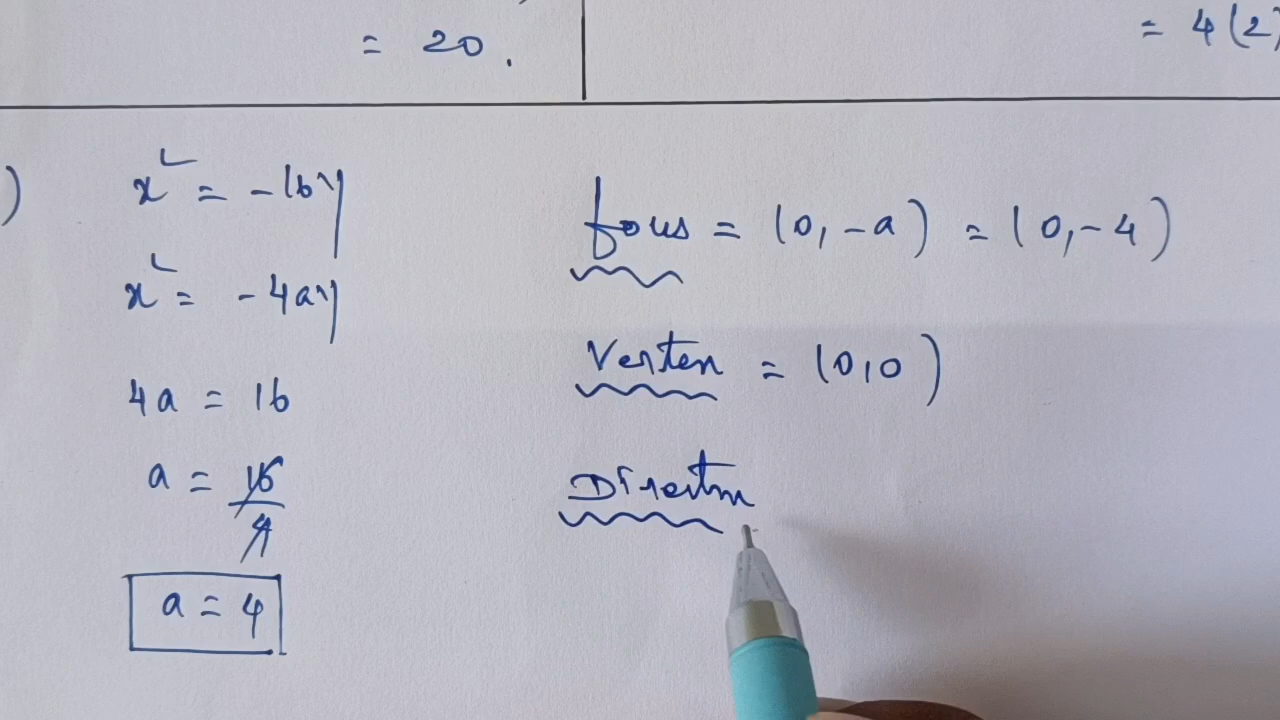 = 20.
= 4(2)
)
x² = -16y
x² = -4ay
4a = 16
a = 16/4
a = 4
focus = (0, -a) = (0, -4)
Vertex = (0,0)
Directrix